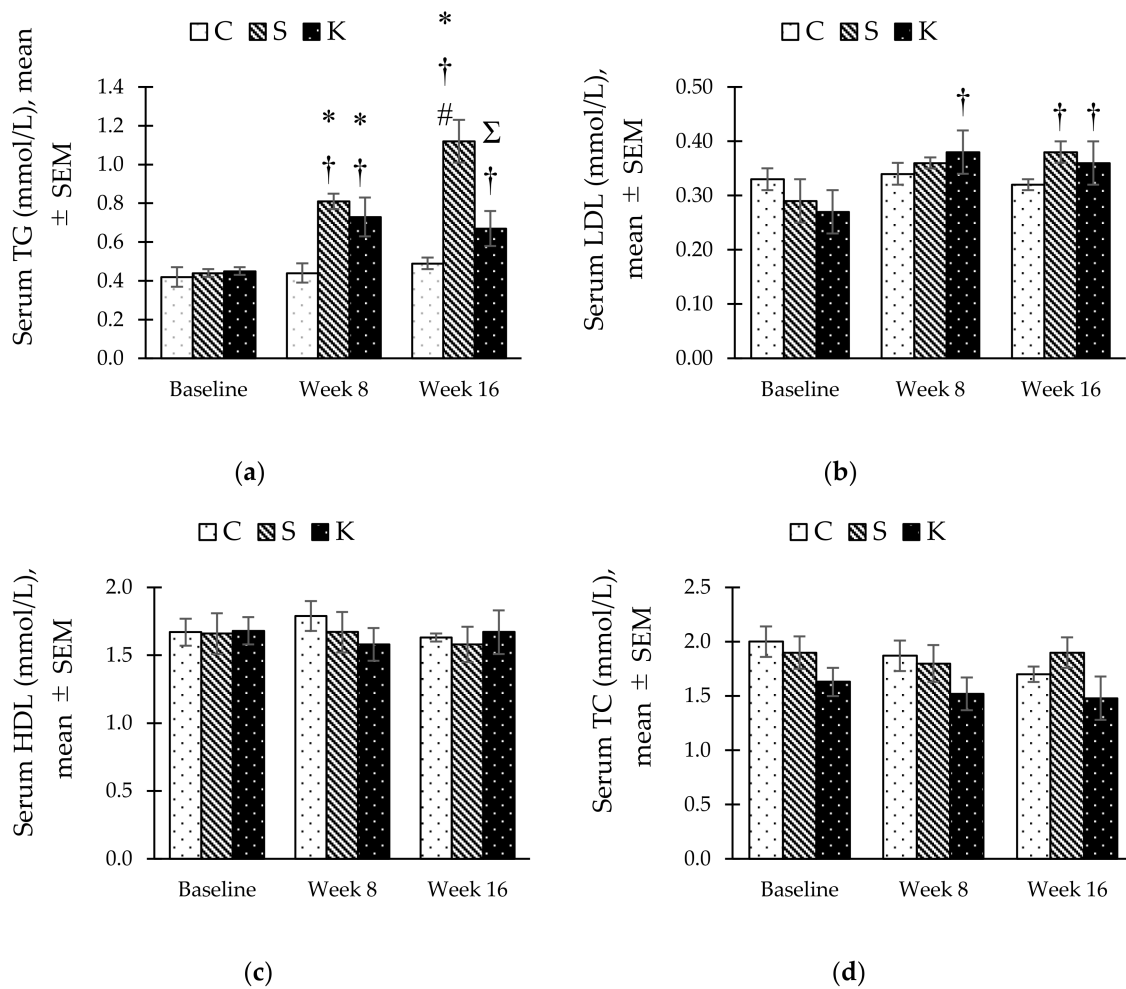 C S K
Serum TG (mmol/L), mean
± SEM
1.4
1.2
1.0
0.8
0.6
0.4
0.2
0.0
* * *
† † † # Σ †
Baseline Week 8 Week 16
(a)
C S K
Serum LDL (mmol/L),
mean ± SEM
0.50
0.40
0.30
0.20
0.10
0.00
† † †
Baseline Week 8 Week 16
(b)
C S K
Serum HDL (mmol/L),
mean ± SEM
2.0
1.5
1.0
0.5
0.0
Baseline Week 8 Week 16
(c)
C S K
Serum TC (mmol/L),
mean ± SEM
2.5
2.0
1.5
1.0
0.5
0.0
Baseline Week 8 Week 16
(d)